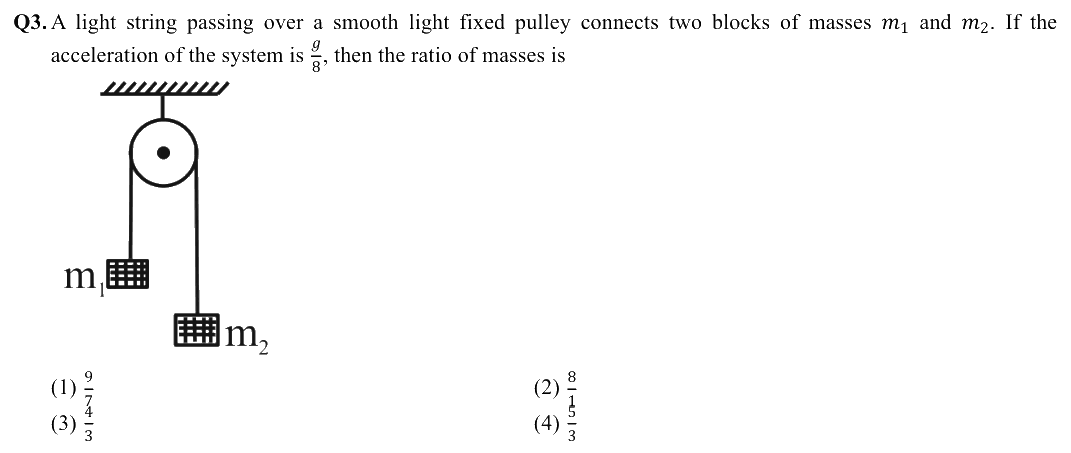 Q3. A light string passing over a smooth light fixed pulley connects two blocks of masses m₁ and m₂. If the
acceleration of the system is g/8, then the ratio of masses is
m₁
m₂
(1) 9/7 (2) 8/1
(3) 4/3 (4) 5/3